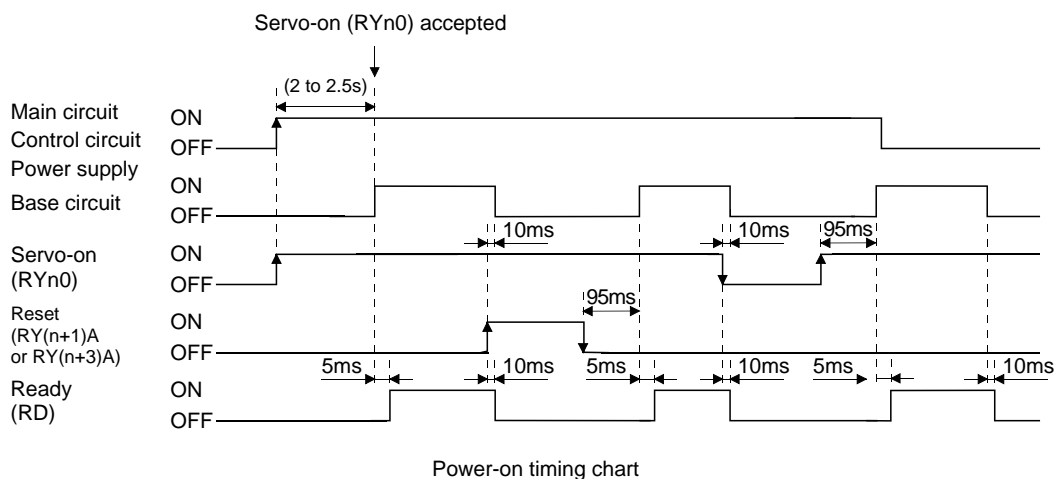 Servo-on (RYn0) accepted
(2 to 2.5s)
Main circuit
Control circuit
Power supply
ON
OFF
Base circuit
ON
OFF
10ms
10ms
95ms
Servo-on
(RYn0)
ON
OFF
95ms
Reset
(RY(n+1)A
or RY(n+3)A)
ON
OFF
5ms
10ms
5ms
10ms
5ms
10ms
Ready
(RD)
ON
OFF
Power-on timing chart